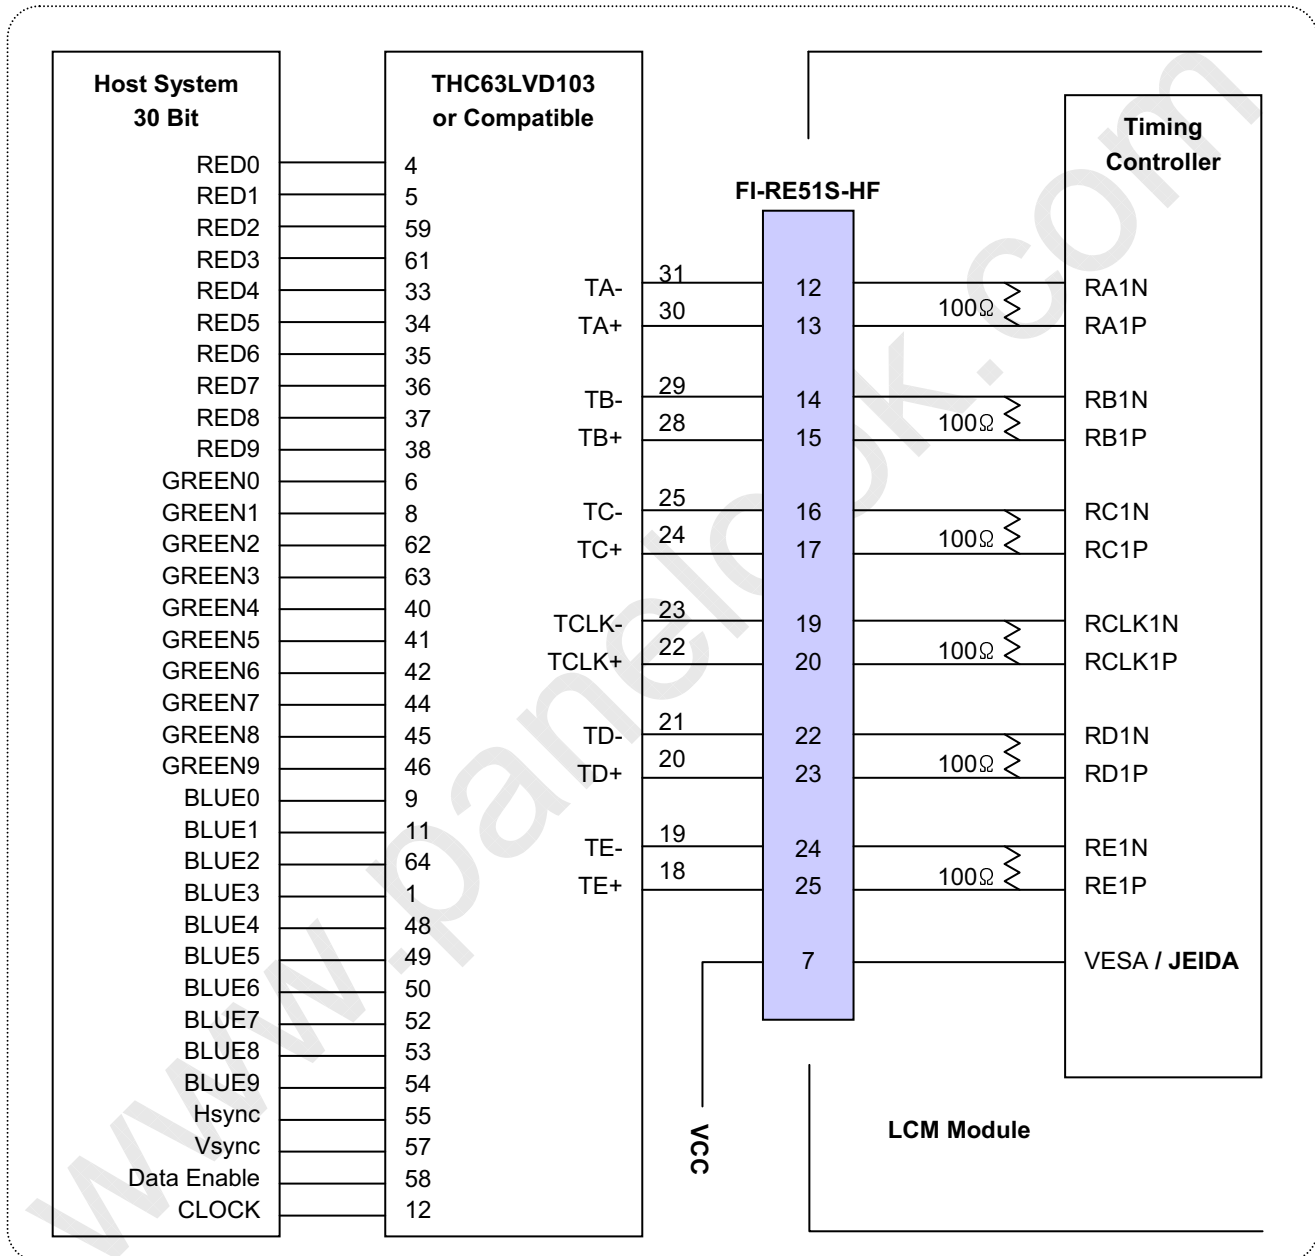 Host System
30 Bit
RED0
RED1
RED2
RED3
RED4
RED5
RED6
RED7
RED8
RED9
GREEN0
GREEN1
GREEN2
GREEN3
GREEN4
GREEN5
GREEN6
GREEN7
GREEN8
GREEN9
BLUE0
BLUE1
BLUE2
BLUE3
BLUE4
BLUE5
BLUE6
BLUE7
BLUE8
BLUE9
Hsync
Vsync
Data Enable
CLOCK
THC63LVD103
or Compatible
4
5
59
61
33
34
35
36
37
38
6
8
62
63
40
41
42
44
45
46
9
11
64
1
48
49
50
52
53
54
55
57
58
12
TA- 31
TA+ 30
TB- 29
TB+ 28
TC- 25
TC+ 24
TCLK- 23
TCLK+ 22
TD- 21
TD+ 20
TE- 19
TE+ 18
FI-RE51S-HF
12
13
14
15
16
17
19
20
22
23
24
25
7
VCC
100Ω
100Ω
100Ω
100Ω
100Ω
100Ω
Timing
Controller
RA1N
RA1P
RB1N
RB1P
RC1N
RC1P
RCLK1N
RCLK1P
RD1N
RD1P
RE1N
RE1P
VESA / JEIDA
LCM Module
www.panelook.com